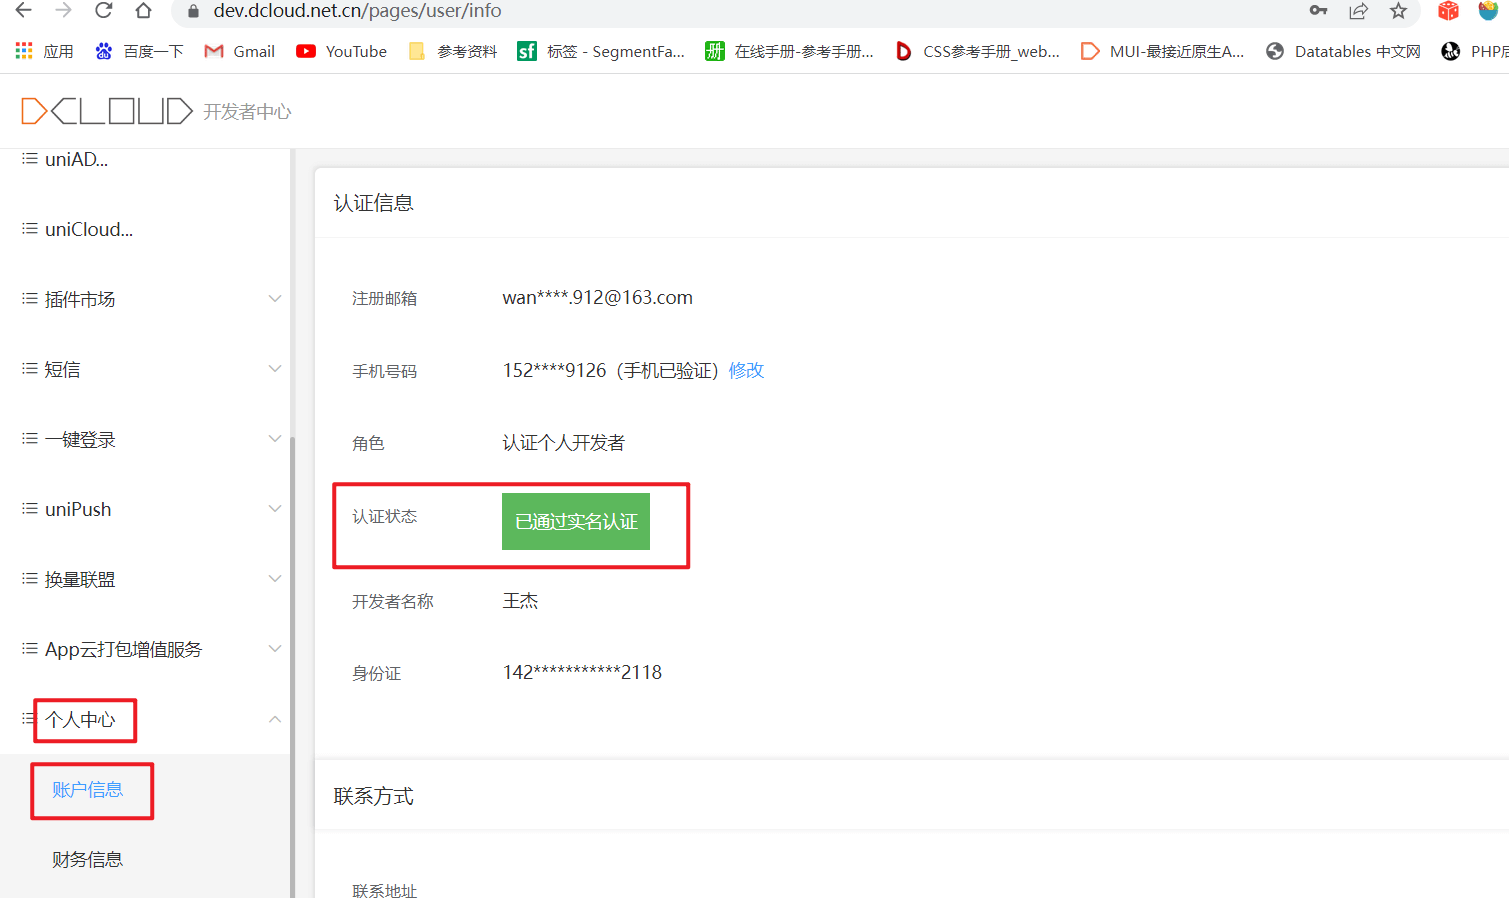 dev.dcloud.net.cn/pages/user/info
应用
百度一下
Gmail
YouTube
参考资料
标签 - SegmentFa...
在线手册-参考手册...
CSS参考手册_web...
MUI-最接近原生A...
Datatables 中文网
PHP后
DCLOUD 开发者中心
uniAD...
uniCloud...
插件市场
短信
一键登录
uniPush
换量联盟
App云打包增值服务
个人中心
账户信息
财务信息
认证信息
注册邮箱 wan****.912@163.com
手机号码 152****9126（手机已验证）修改
角色 认证个人开发者
认证状态 已通过实名认证
开发者名称 王杰
身份证 142***********2118
联系方式
联系地址